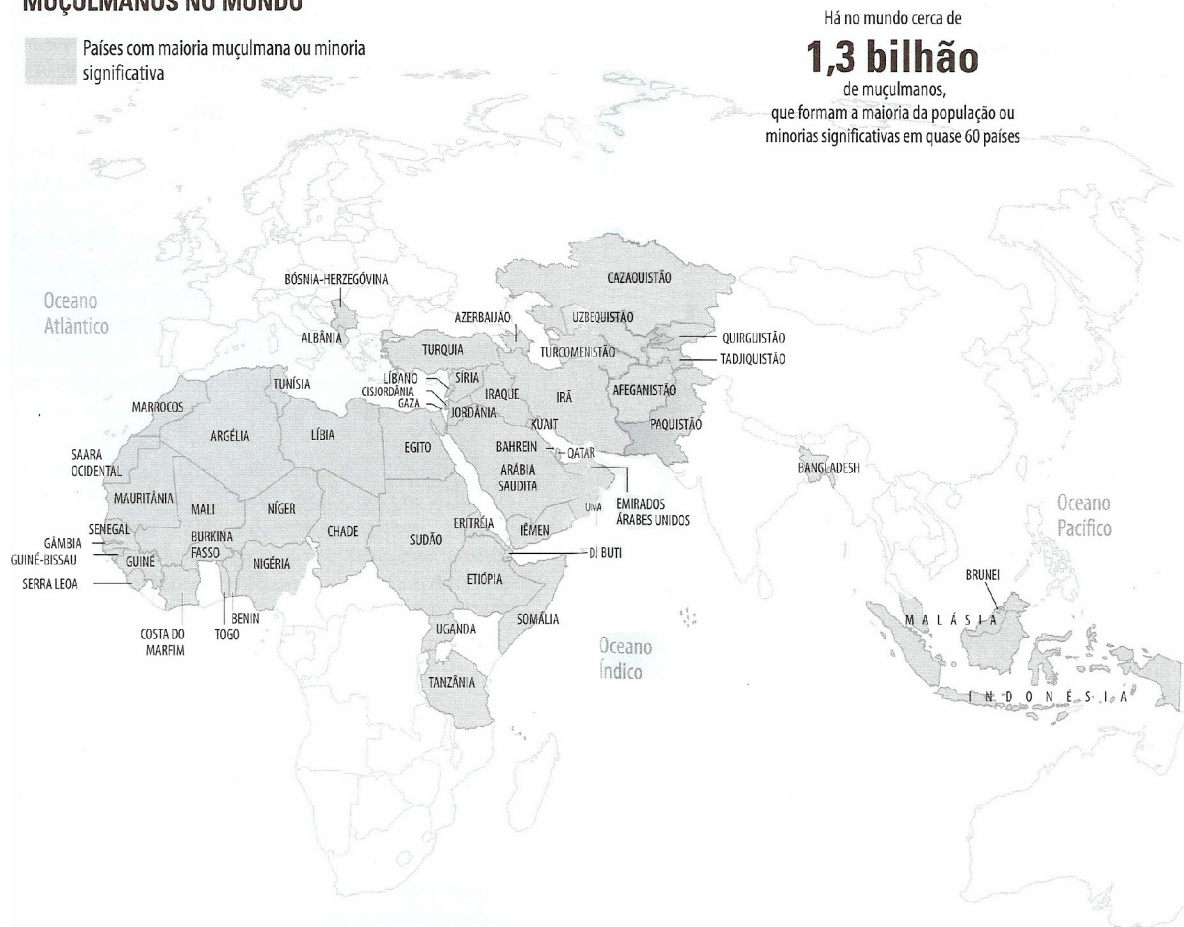 MUÇULMANOS NO MUNDO
Países com maioria muçulmana ou minoria
significativa
Há no mundo cerca de
1,3 bilhão
de muçulmanos,
que formam a maioria da população ou
minorias significativas em quase 60 países
Oceano
Atlântico
BÓSNIA-HERZEGÓVINA
ALBÂNIA
CAZAQUISTÃO
AZERBAIJÃO
UZBEQUISTÃO
QUIRGUISTÃO
TURQUIA
TURCOMENISTÃO
TADJIQUISTÃO
LÍBANO
CISJORDÂNIA
GAZA
SÍRIA
IRAQUE
IRÃ
AFEGANISTÃO
JORDÂNIA
KUAIT
PAQUISTÃO
TUNÍSIA
MARROCOS
ARGÉLIA
LÍBIA
EGITO
BAHREIN
QATAR
ARÁBIA
SAUDITA
SAARA
OCIDENTAL
BANGLADESH
MAURITÂNIA
MALI
NÍGER
CHADE
SUDÃO
ERITRÉIA
IÊMEN
EMIRADOS
ÁRABES UNIDOS
Oceano
Pacífico
SENEGAL
GÂMBIA
GUINÉ-BISSAU
GUINÉ
BURKINA
FASSO
NIGÉRIA
DJIBUTI
SERRA LEOA
ETIÓPIA
BRUNEI
COSTA DO
MARFIM
TOGO
BENIN
UGANDA
SOMÁLIA
MALÁSIA
Oceano
Índico
TANZÂNIA
INDONÉSIA